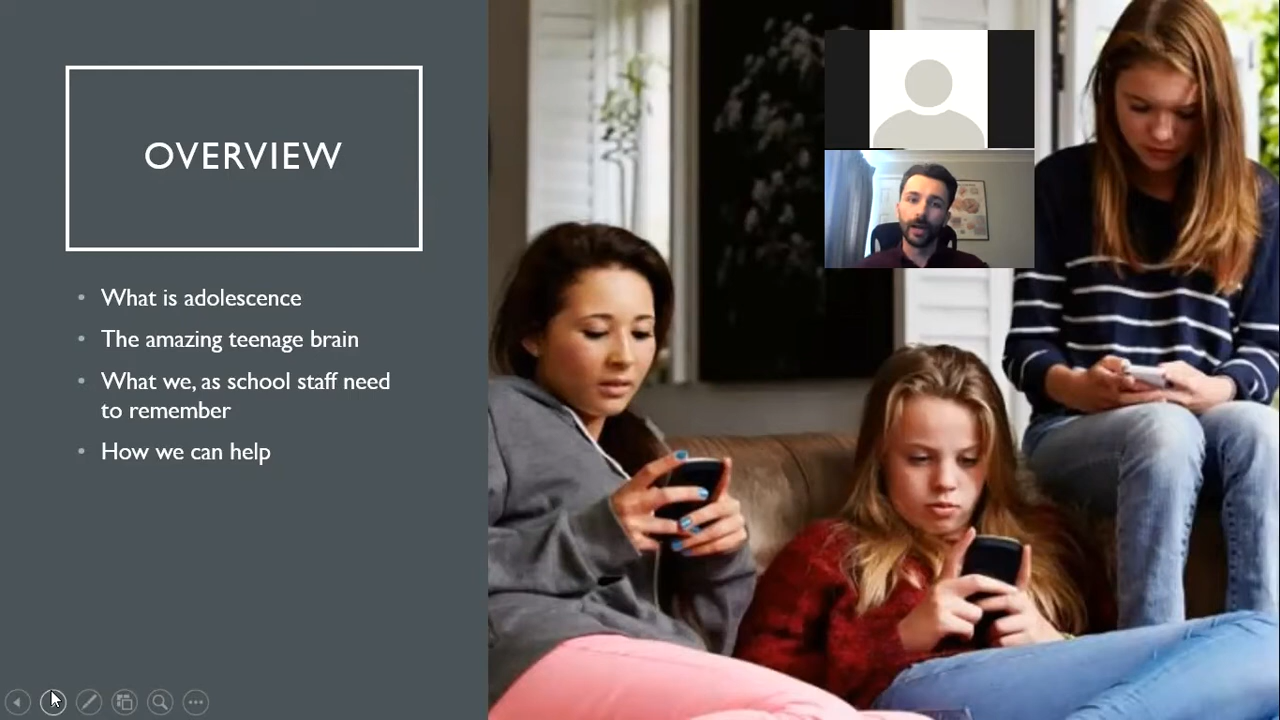 OVERVIEW
What is adolescence
The amazing teenage brain
What we, as school staff need
to remember
How we can help